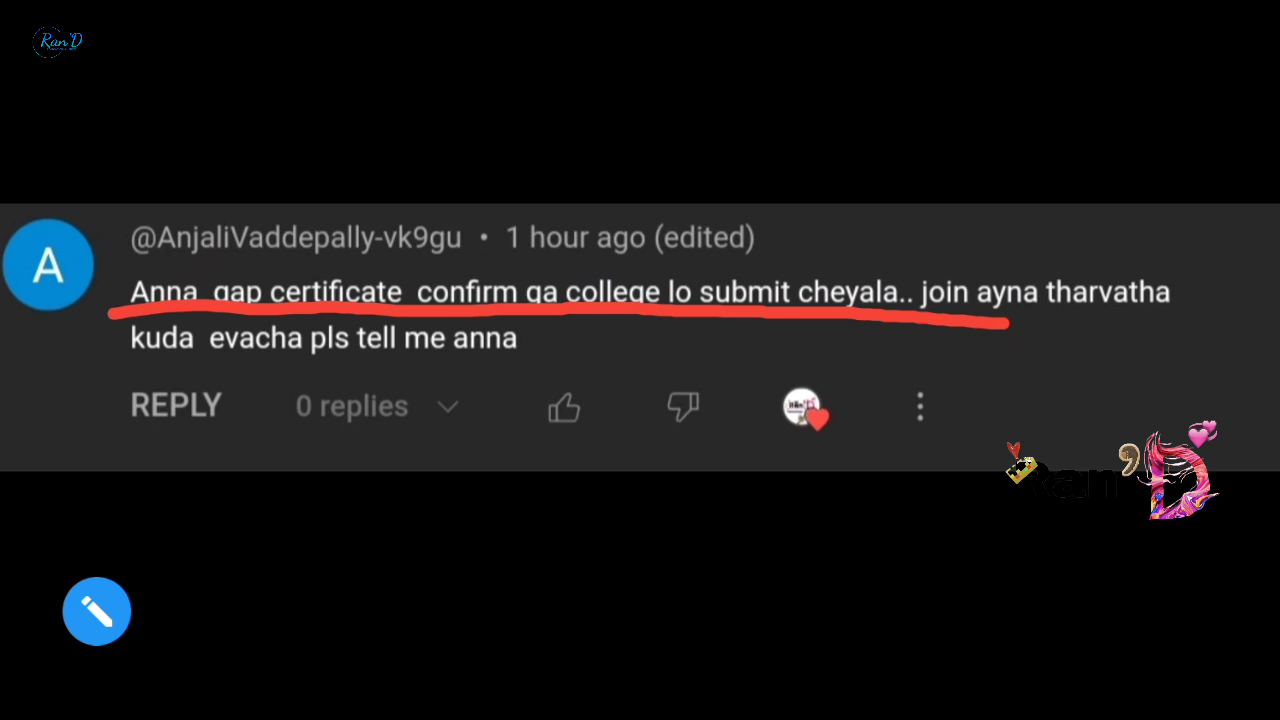 Ran'D
@AnjaliVaddepally-vk9gu • 1 hour ago (edited)
A
Anna gap certificate confirm ga college lo submit cheyala.. join ayna tharvatha
kuda evacha pls tell me anna
REPLY 0 replies
Ran'D